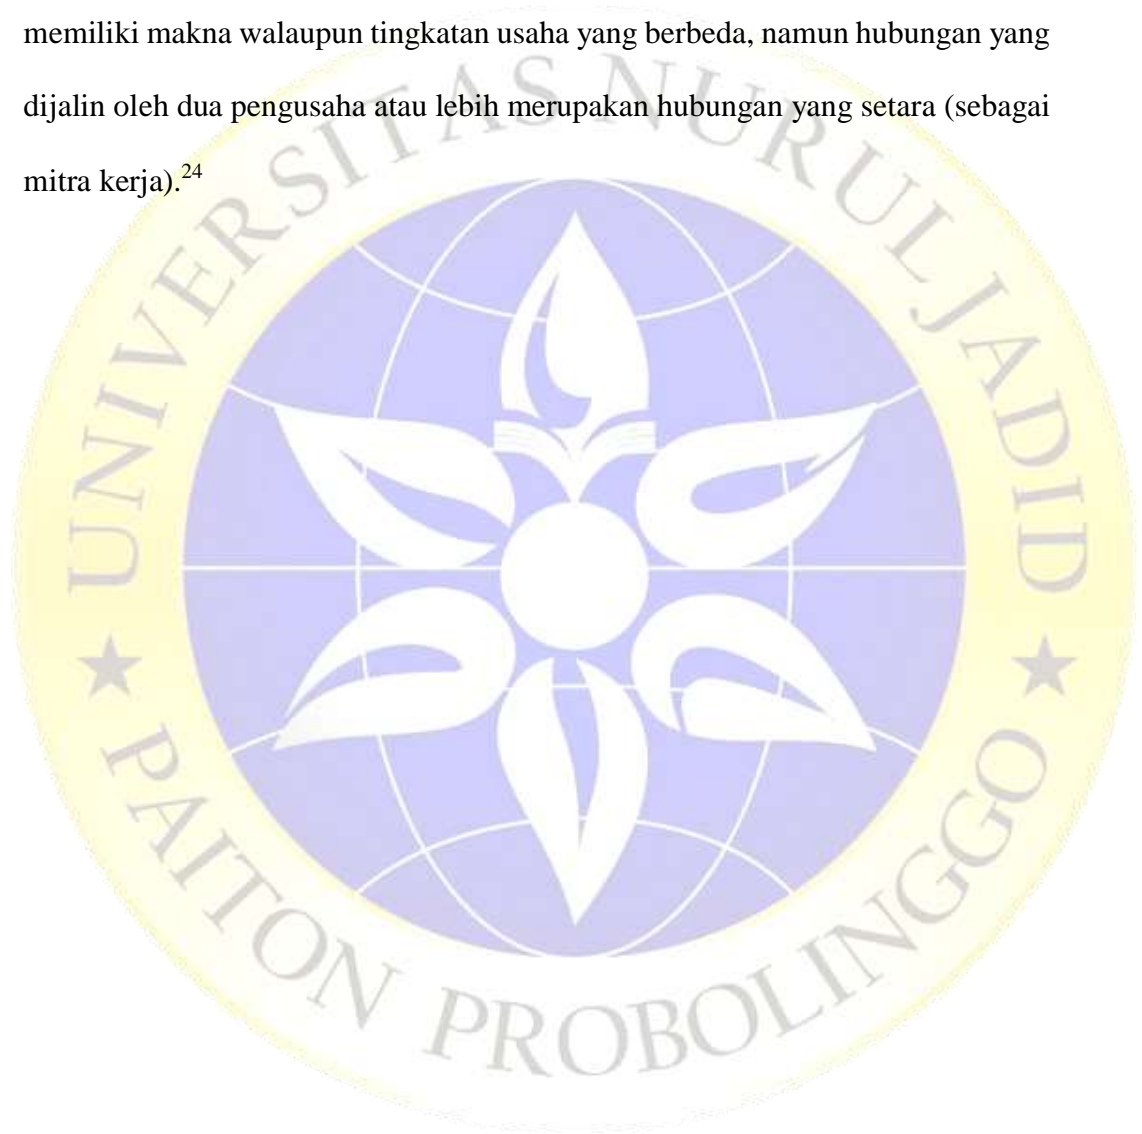 memiliki makna walaupun tingkatan usaha yang berbeda, namun hubungan yang
dijalin oleh dua pengusaha atau lebih merupakan hubungan yang setara (sebagai
mitra kerja).24
UNIVERSITAS NURUL JADID
PAITON PROBOLINGGO